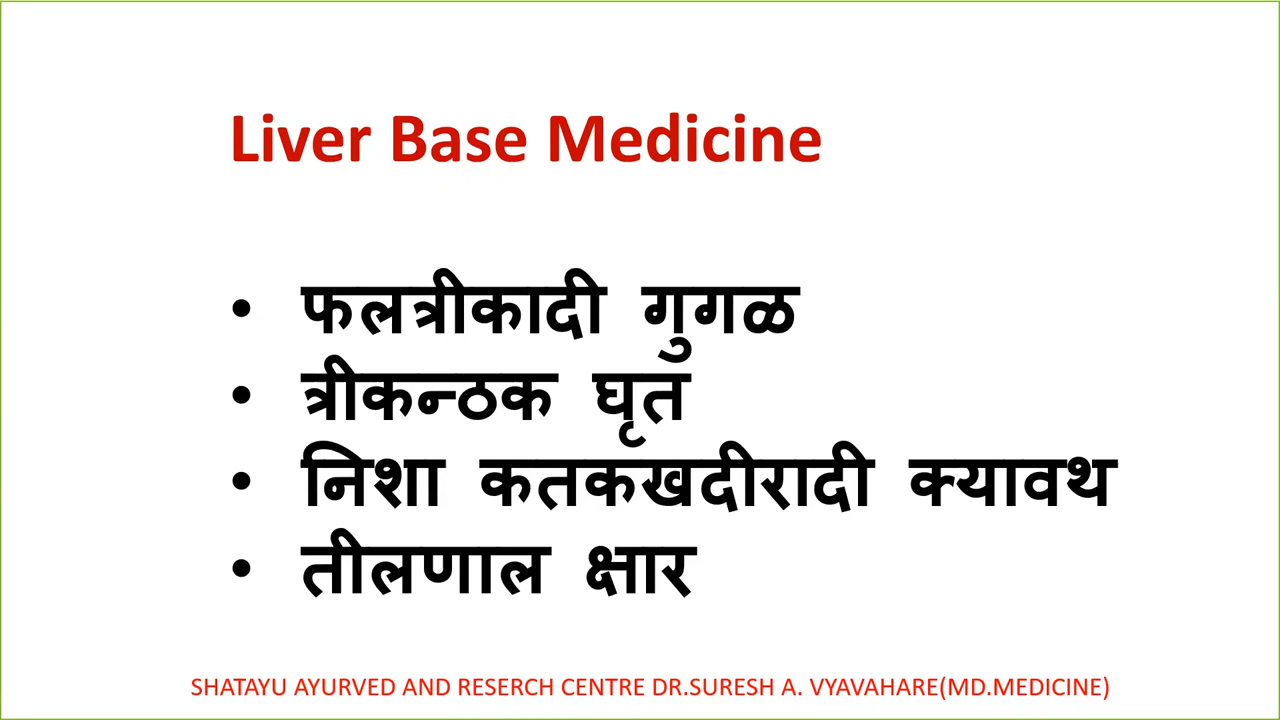 Liver Base Medicine
• फलत्रीकादी गुगळ
• त्रीकन्ठक घृत
• निशा कतकखदीरादी क्यावथ
• तीलणाल क्षार
SHATAYU AYURVED AND RESERCH CENTRE DR.SURESH A. VYAVAHARE(MD.MEDICINE)